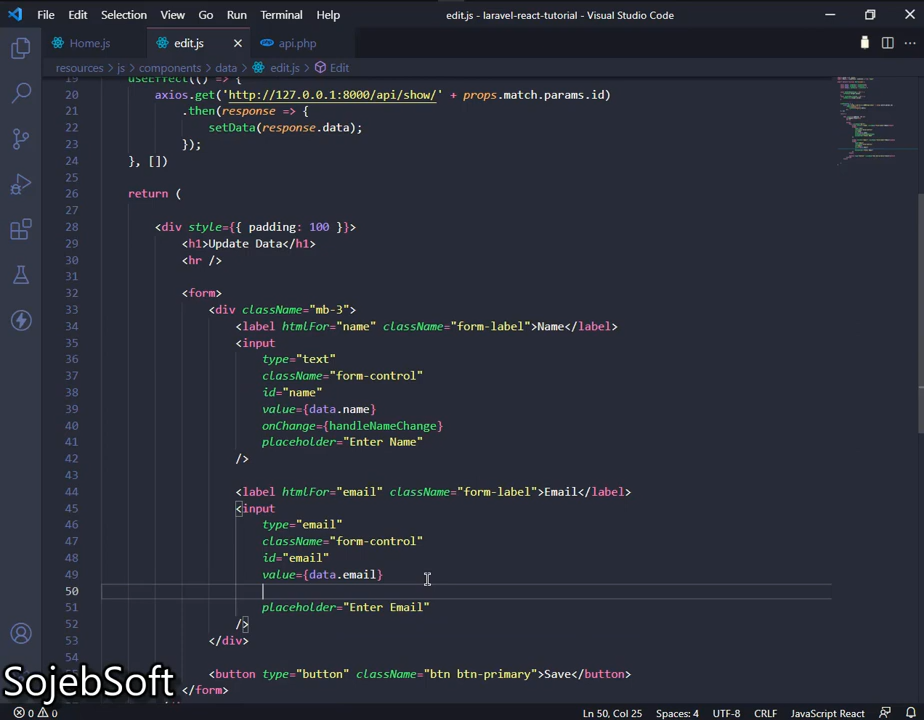 File Edit Selection View Go Run Terminal Help
edit.js - laravel-react-tutorial - Visual Studio Code
Home.js edit.js api.php
resources > js > components > data > edit.js > Edit
19 useEffect(() => {
20 axios.get('http://127.0.0.1:8000/api/show/' + props.match.params.id)
21 .then(response => {
22 setData(response.data);
23 });
24 }, [])
25
26 return (
27
28 <div style={{ padding: 100 }}>
29 <h1>Update Data</h1>
30 <hr />
31
32 <form>
33 <div className="mb-3">
34 <label htmlFor="name" className="form-label">Name</label>
35 <input
36 type="text"
37 className="form-control"
38 id="name"
39 value={data.name}
40 onChange={handleNameChange}
41 placeholder="Enter Name"
42 />
43
44 <label htmlFor="email" className="form-label">Email</label>
45 <input
46 type="email"
47 className="form-control"
48 id="email"
49 value={data.email}
50
51 placeholder="Enter Email"
52 />
53 </div>
54
<button type="button" className="btn btn-primary">Save</button>
</form>
SojebSoft
0 0 Ln 50, Col 25 Spaces: 4 UTF-8 CRLF JavaScript React